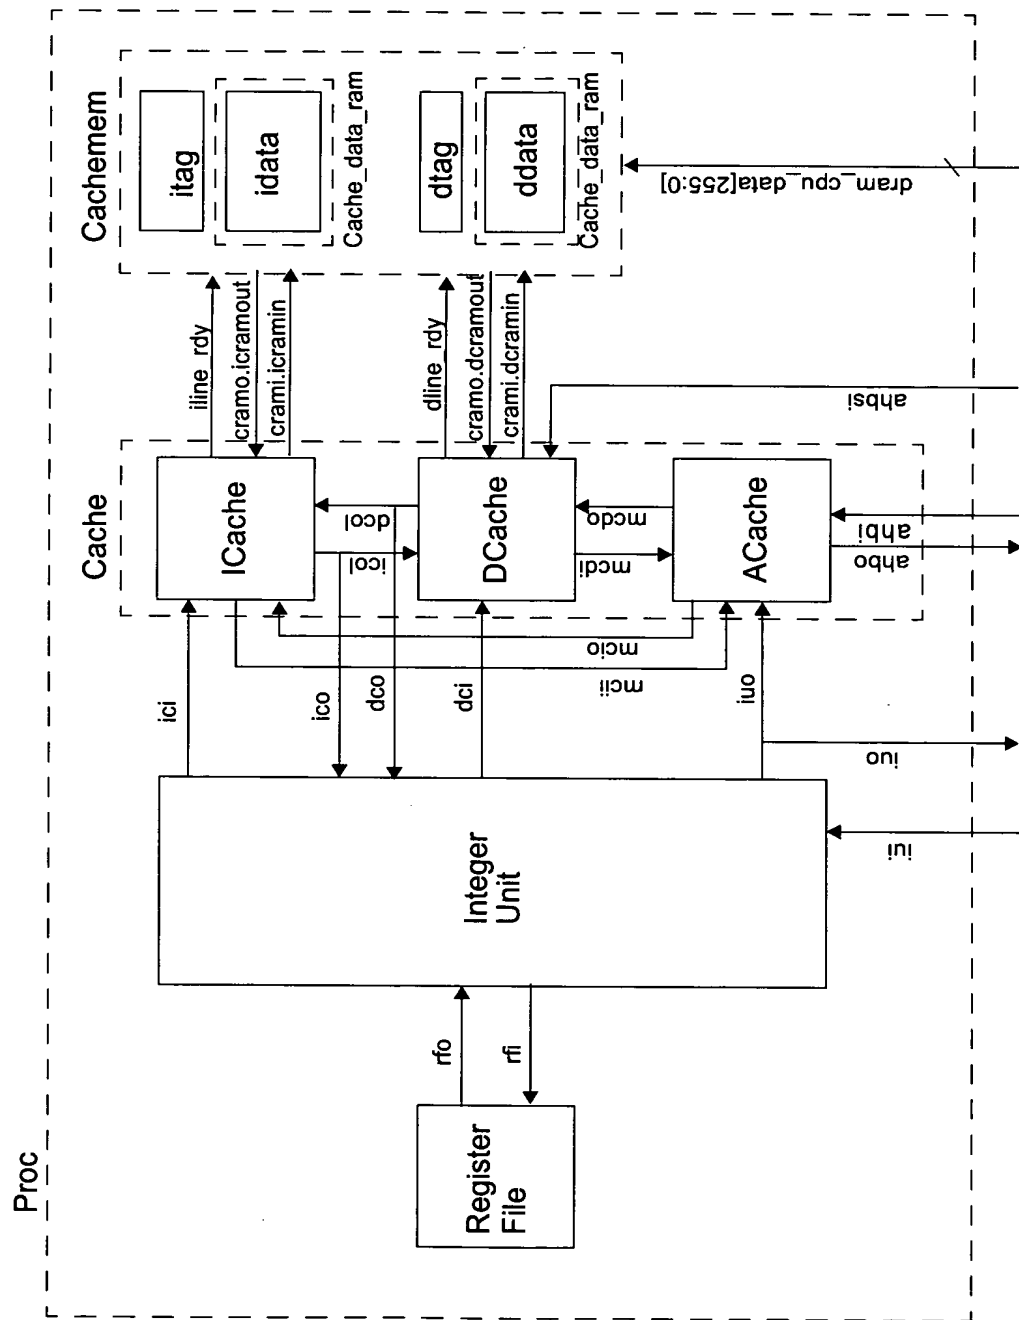 Proc
Cachemem
itag
idata
Cache_data_ram
dtag
ddata
Cache_data_ram
dram_cpu_data[255:0]
iline_rdy
cramo.icramout
crami.icramin
dline_rdy
cramo.dcramout
crami.dcramin
ahbsi
Cache
ICache
dcol
icol
DCache
mcdo
mcdi
ACache
ahbi
ahbo
mcio
mcii
ici
ico
dco
dci
iuo
iuo
iui
Integer
Unit
rfo
rfi
Register
File